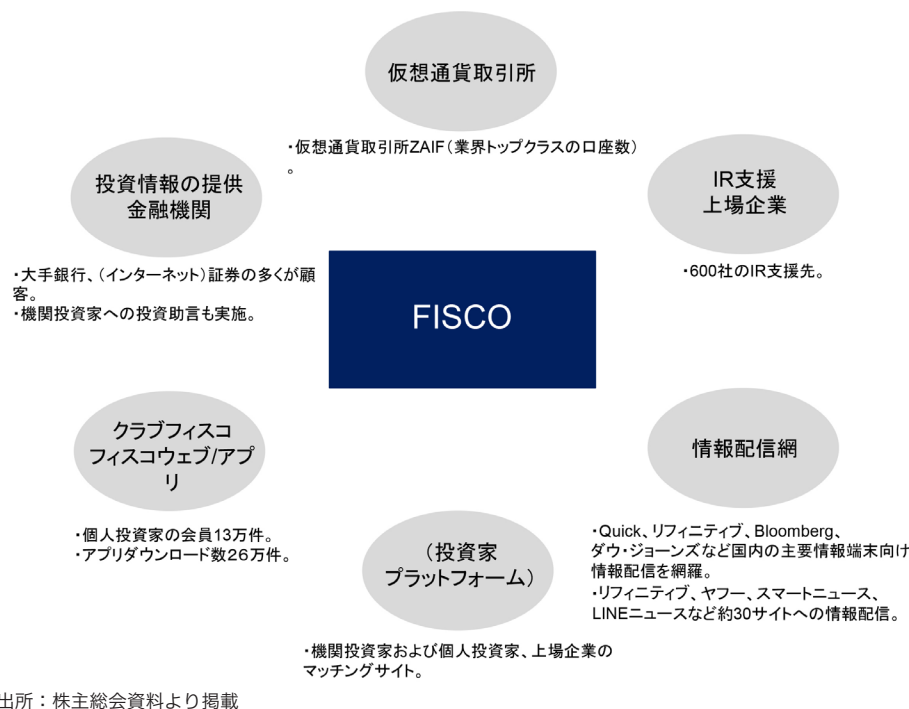 仮想通貨取引所
・仮想通貨取引所ZAIF（業界トップクラスの口座数）
。
投資情報の提供
金融機関
・大手銀行、（インターネット）証券の多くが顧
客。
・機関投資家への投資助言も実施。
IR支援
上場企業
・600社のIR支援先。
FISCO
クラブフィスコ
フィスコウェブ/アプ
リ
・個人投資家の会員13万件。
・アプリダウンロード数２６万件。
（投資家
プラットフォーム）
・機関投資家および個人投資家、上場企業の
マッチングサイト。
情報配信網
・Quick、リフィニティブ、Bloomberg、
ダウ・ジョーンズなど国内の主要情報端末向け
情報配信を網羅。
・リフィニティブ、ヤフー、スマートニュース、
LINEニュースなど約30サイトへの情報配信。
出所：株主総会資料より掲載